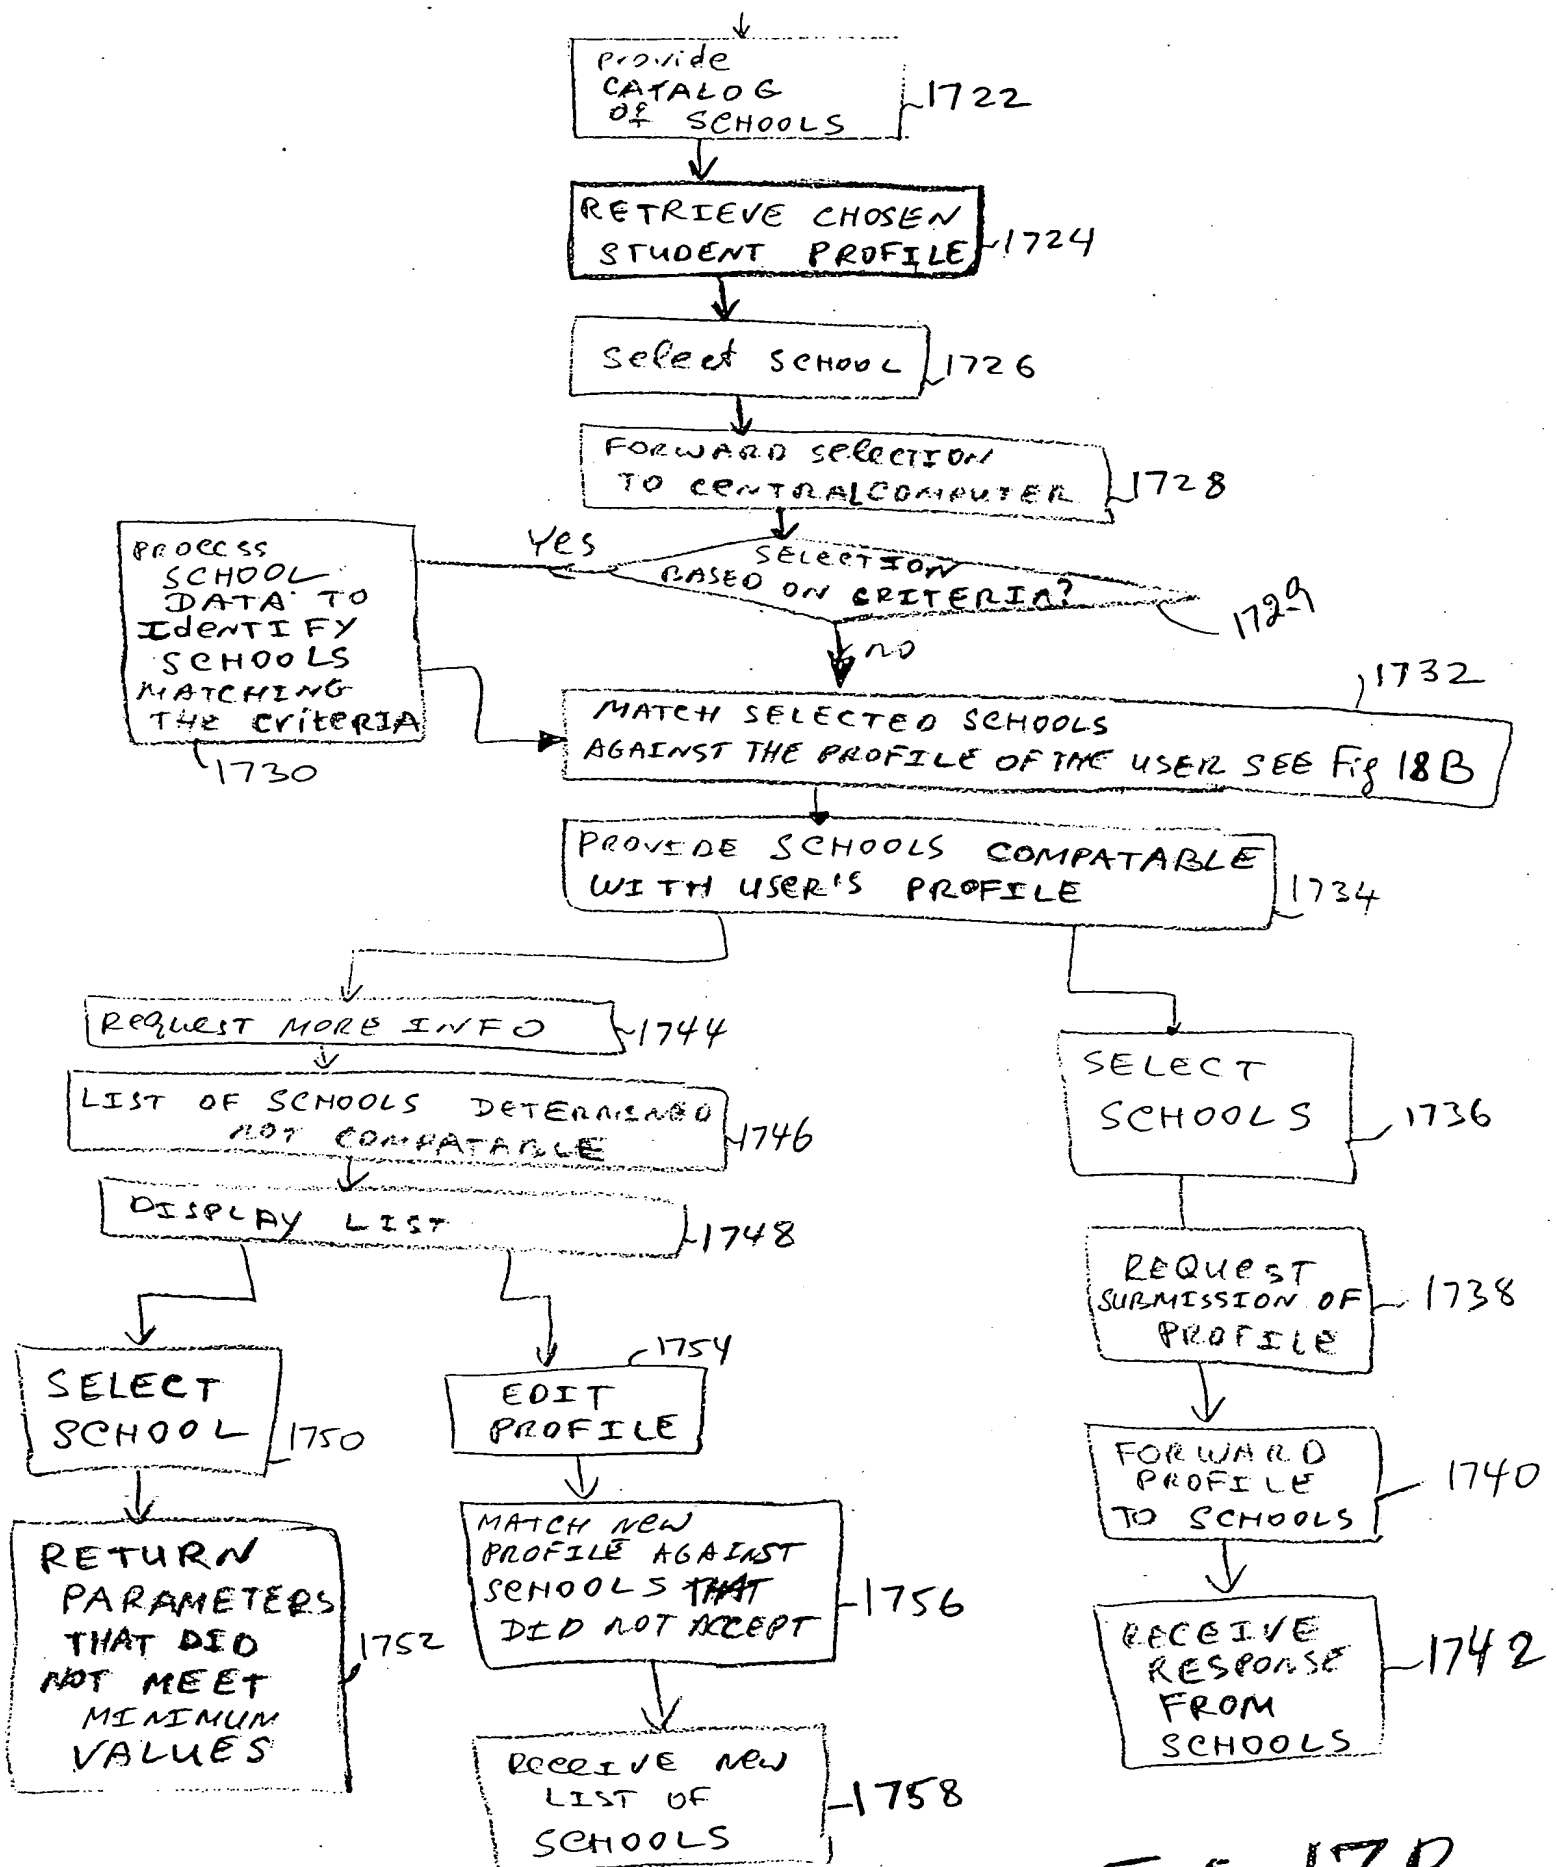 Provide
CATALOG
OF SCHOOLS
1722
RETRIEVE CHOSEN
STUDENT PROFILE
1724
Select SCHOOL
1726
FORWARD SELECTION
TO CENTRAL COMPUTER
1728
SELECTION
BASED ON CRITERIA?
1729
Yes
NO
PROCESS
SCHOOL
DATA TO
IdENTIFY
SCHOOLS
MATCHING
THE CRITERIA
1730
1732
MATCH SELECTED SCHOOLS
AGAINST THE PROFILE OF THE USER SEE Fig 18B
PROVIDE SCHOOLS COMPATABLE
WITH USER'S PROFILE
1734
REQUEST MORE INFO
1744
LIST OF SCHOOLS DETERMINED
NOT COMPATABLE
1746
DISPLAY LIST
1748
SELECT
SCHOOL
1750
RETURN
PARAMETERS
THAT DID
NOT MEET
MINIMUM
VALUES
1752
1754
EDIT
PROFILE
MATCH NEW
PROFILE AGAINST
SCHOOLS THAT
DID NOT ACCEPT
1756
RECEIVE NEW
LIST OF
SCHOOLS
1758
SELECT
SCHOOLS
1736
REQUEST
SUBMISSION OF
PROFILE
1738
FORWARD
PROFILE
TO SCHOOLS
1740
RECEIVE
RESPONSE
FROM
SCHOOLS
1742